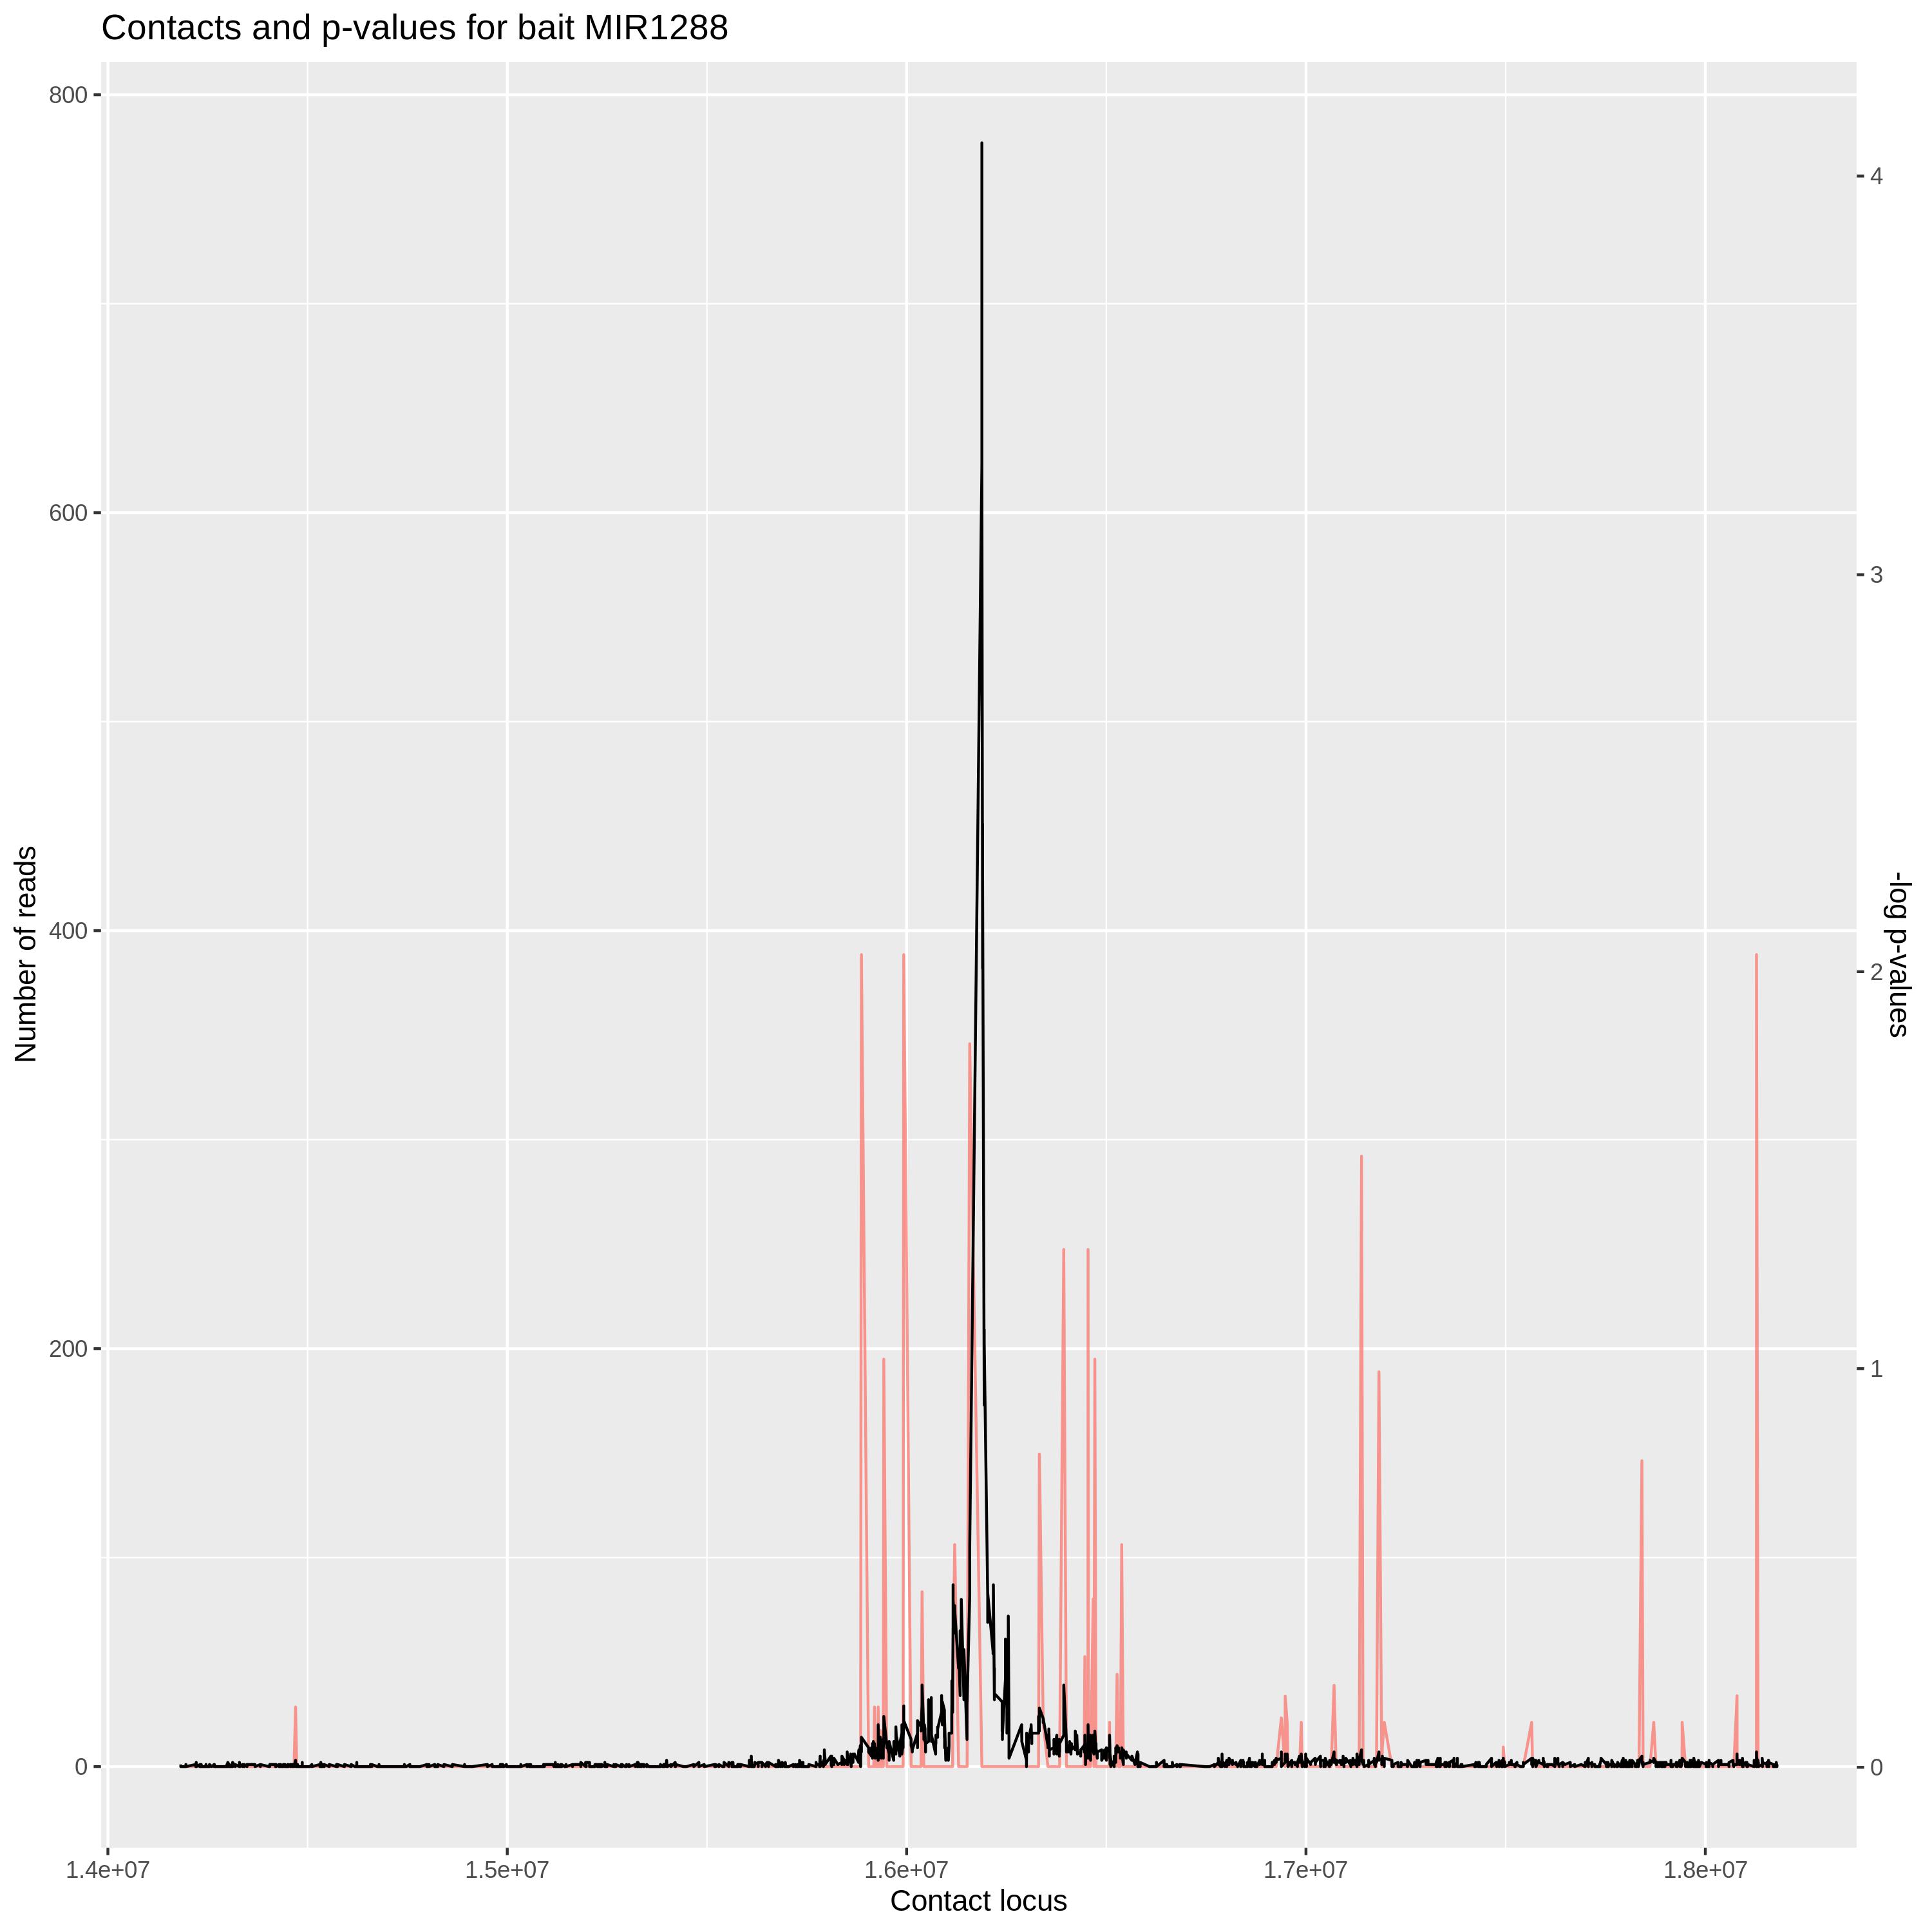 Contacts and p-values for bait MIR1288
800
600
400
200
0
Number of reads
4
3
2
1
0
-log p-values
1.4e+07
1.5e+07
1.6e+07
1.7e+07
1.8e+07
Contact locus